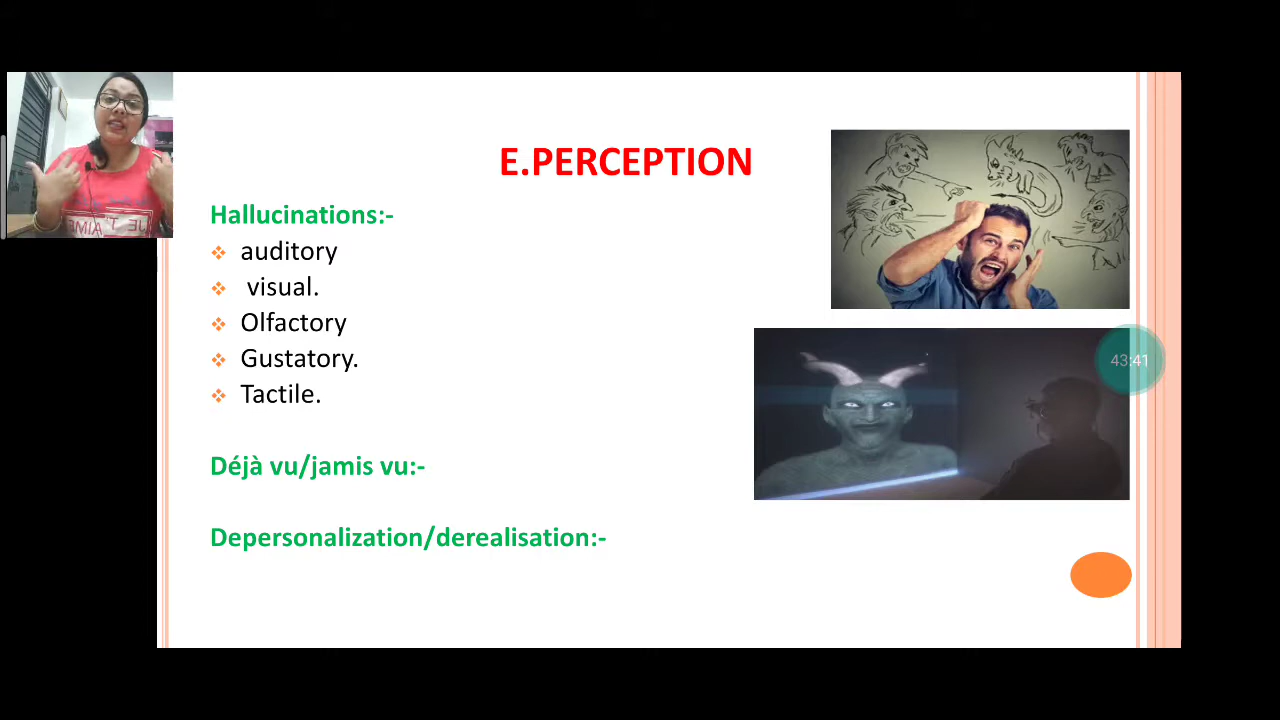 E.PERCEPTION
Hallucinations:-
auditory
visual.
Olfactory
Gustatory.
Tactile.
Déjà vu/jamis vu:-
Depersonalization/derealisation:-
43:41